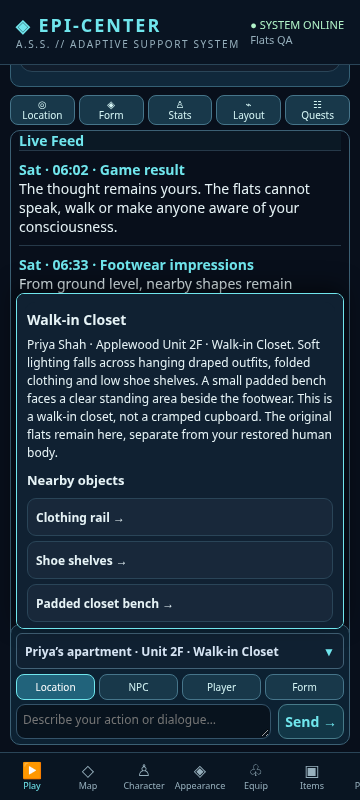 ◈ EPI-CENTER
A.S.S. // ADAPTIVE SUPPORT SYSTEM
● SYSTEM ONLINE
Flats QA
Location
Form
Stats
Layout
Quests
Live Feed
Sat · 06:02 · Game result
The thought remains yours. The flats cannot
speak, walk or make anyone aware of your
consciousness.
Sat · 06:33 · Footwear impressions
From ground level, nearby shapes remain
Walk-in Closet
Priya Shah · Applewood Unit 2F · Walk-in Closet. Soft
lighting falls across hanging draped outfits, folded
clothing and low shoe shelves. A small padded bench
faces a clear standing area beside the footwear. This is
a walk-in closet, not a cramped cupboard. The original
flats remain here, separate from your restored human
body.
Nearby objects
Clothing rail →
Shoe shelves →
Padded closet bench →
Priya’s apartment · Unit 2F · Walk-in Closet ▼
Location
NPC
Player
Form
Describe your action or dialogue...
Send →
Play
Map
Character
Appearance
Equip
Items
P